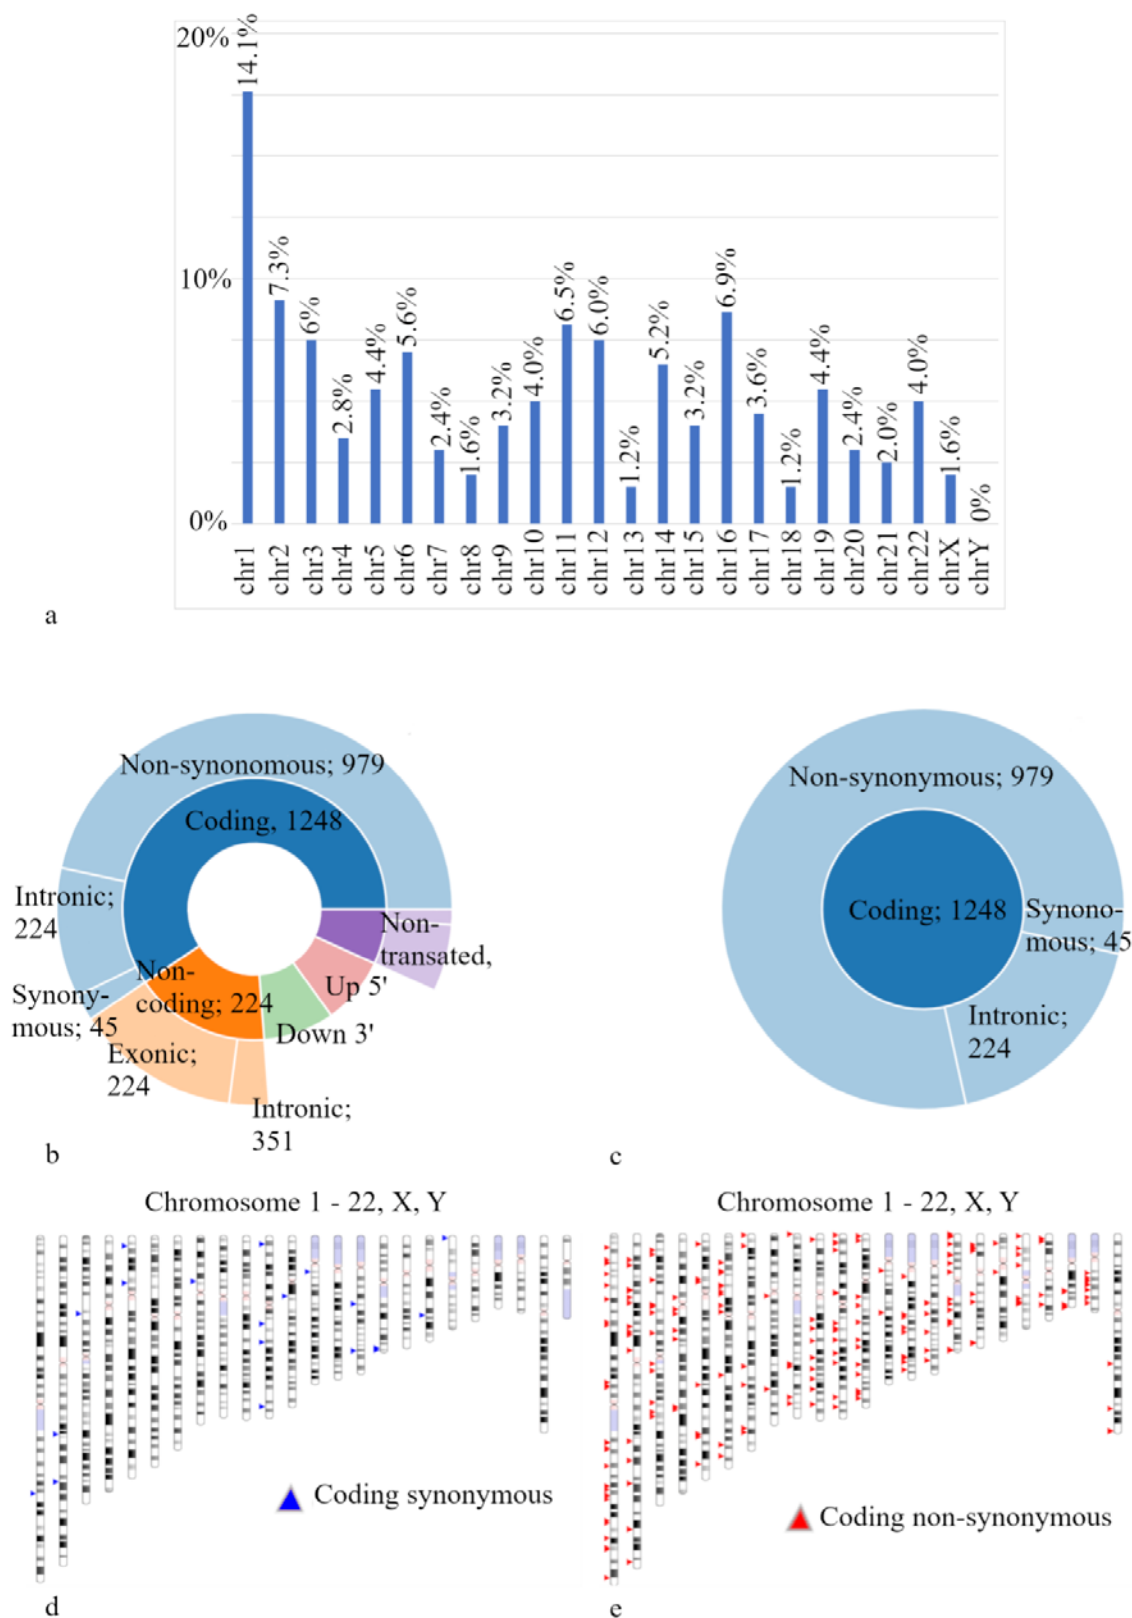 20%
10%
0%
14.1%
7.3%
6%
2.8%
4.4%
5.6%
2.4%
1.6%
3.2%
4.0%
6.5%
6.0%
1.2%
5.2%
3.2%
6.9%
3.6%
1.2%
4.4%
2.4%
2.0%
4.0%
1.6%
0%
chr1
chr2
chr3
chr4
chr5
chr6
chr7
chr8
chr9
chr10
chr11
chr12
chr13
chr14
chr15
chr16
chr17
chr18
chr19
chr20
chr21
chr22
chrX
chrY
a
Non-synonomous; 979
Coding, 1248
Intronic;
224
Non-
coding; 224
Synony-
mous; 45
Exonic;
224
Intronic;
351
Down 3'
Up 5'
Non-
transated,
b
Non-synonymous; 979
Coding; 1248
Synono-
mous; 45
Intronic;
224
c
Chromosome 1 - 22, X, Y
Coding synonymous
d
Chromosome 1 - 22, X, Y
Coding non-synonymous
e